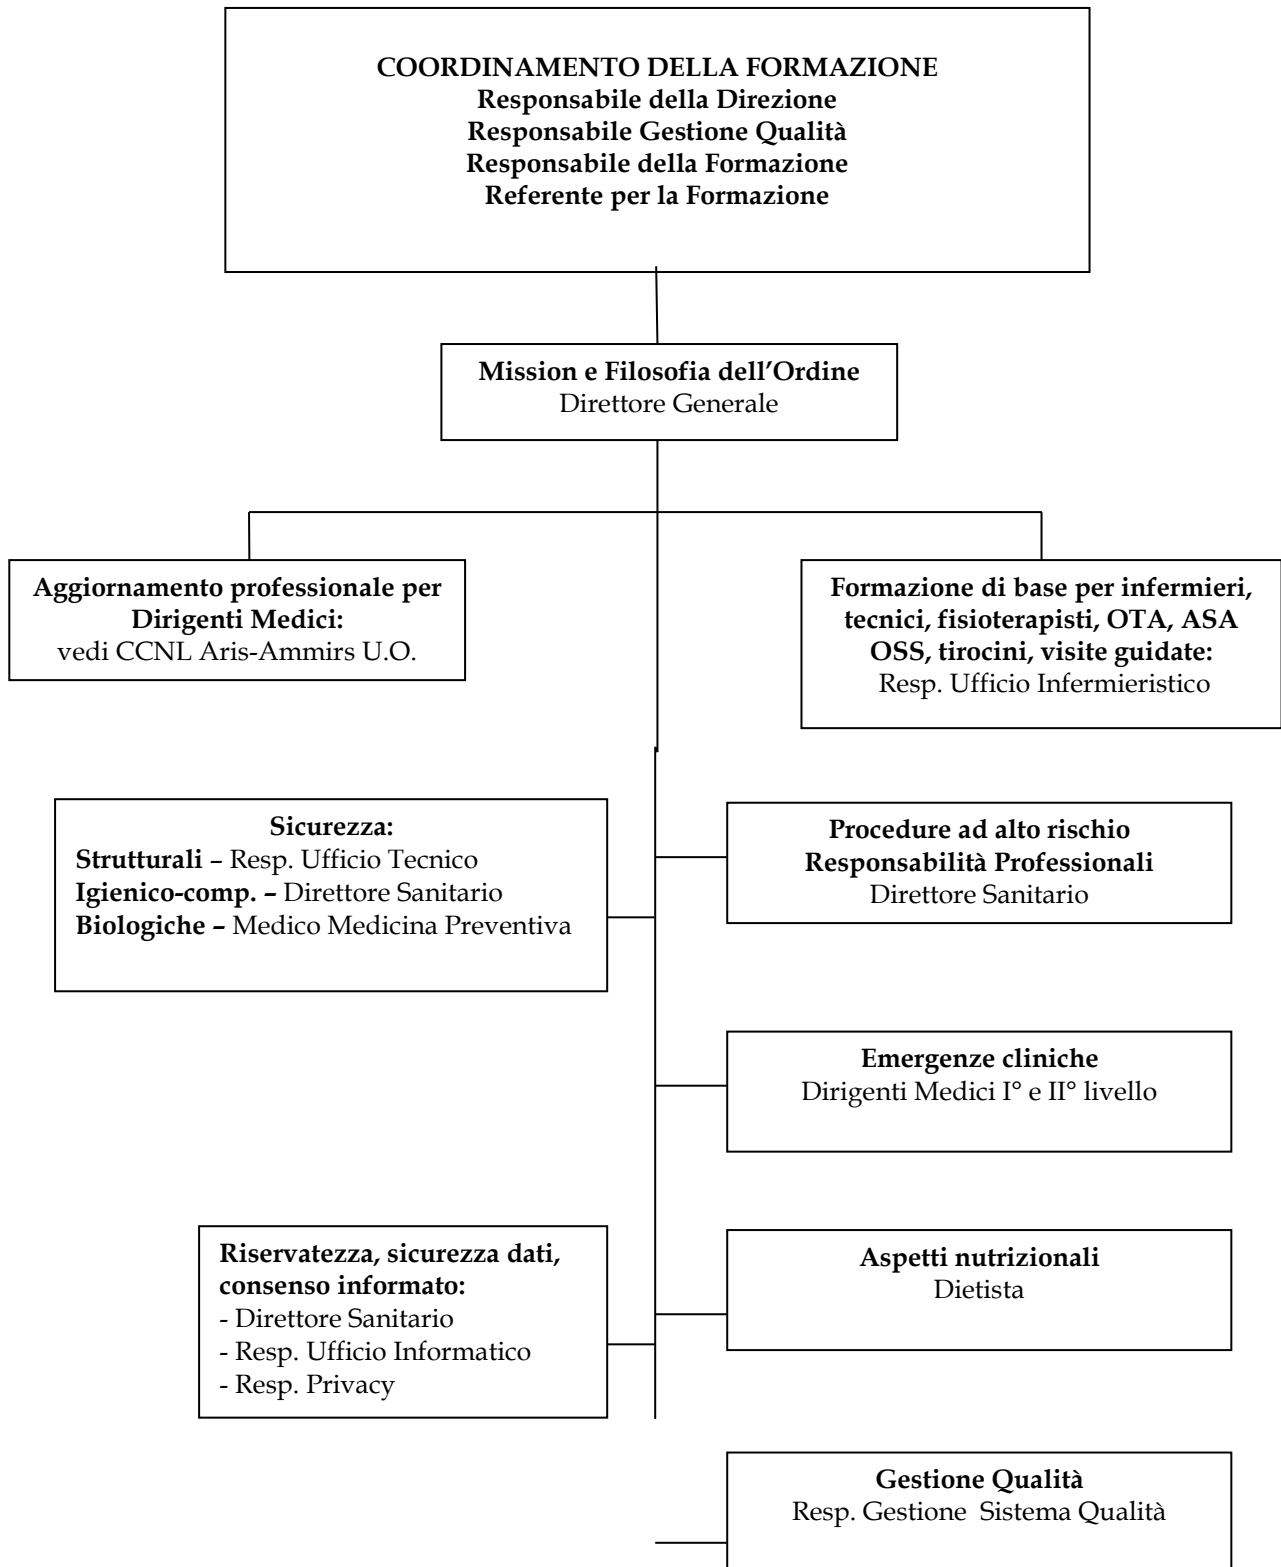 COORDINAMENTO DELLA FORMAZIONE
Responsabile della Direzione
Responsabile Gestione Qualità
Responsabile della Formazione
Referente per la Formazione
Mission e Filosofia dell’Ordine
Direttore Generale
Aggiornamento professionale per
Dirigenti Medici:
vedi CCNL Aris-Ammirs U.O.
Formazione di base per infermieri,
tecnici, fisioterapisti, OTA, ASA
OSS, tirocini, visite guidate:
Resp. Ufficio Infermieristico
Sicurezza:
Strutturali – Resp. Ufficio Tecnico
Igienico-comp. – Direttore Sanitario
Biologiche – Medico Medicina Preventiva
Procedure ad alto rischio
Responsabilità Professionali
Direttore Sanitario
Emergenze cliniche
Dirigenti Medici I° e II° livello
Riservatezza, sicurezza dati,
consenso informato:
- Direttore Sanitario
- Resp. Ufficio Informatico
- Resp. Privacy
Aspetti nutrizionali
Dietista
Gestione Qualità
Resp. Gestione  Sistema Qualità